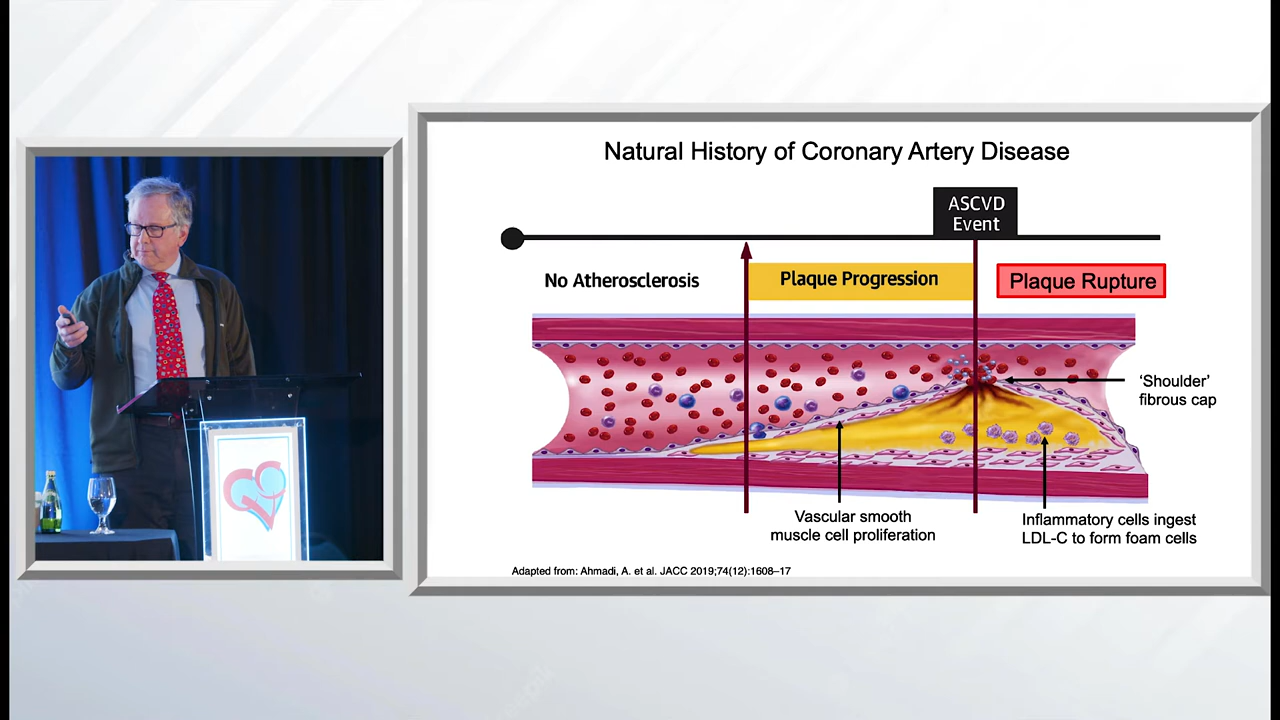 Natural History of Coronary Artery Disease
ASCVD
Event
No Atherosclerosis
Plaque Progression
Plaque Rupture
'Shoulder'
fibrous cap
Vascular smooth
muscle cell proliferation
Inflammatory cells ingest
LDL-C to form foam cells
Adapted from: Ahmadi, A. et al. JACC 2019;74(12):1608–17